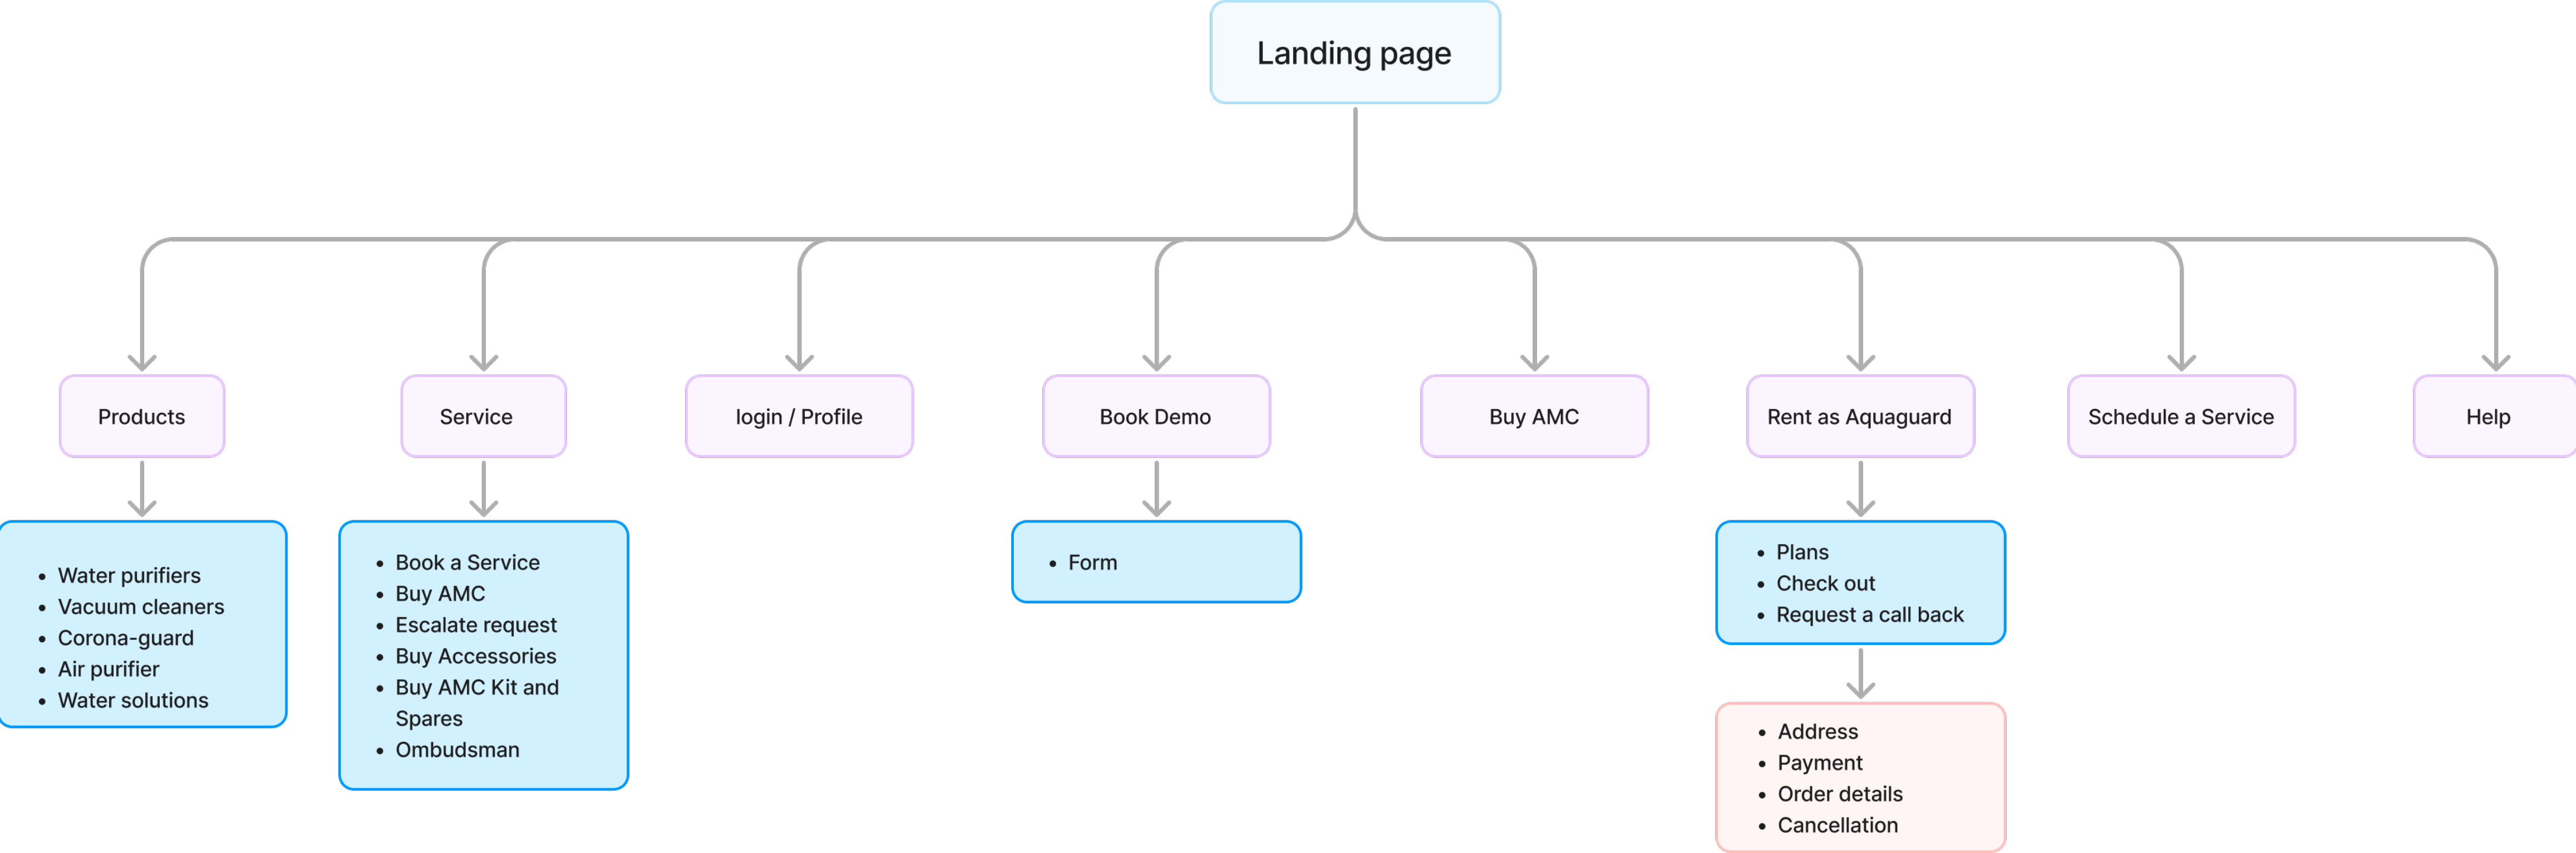 Landing page
Products
Service
login / Profile
Book Demo
Buy AMC
Rent as Aquaguard
Schedule a Service
Help
• Water purifiers
• Vacuum cleaners
• Corona-guard
• Air purifier
• Water solutions
• Book a Service
• Buy AMC
• Escalate request
• Buy Accessories
• Buy AMC Kit and
Spares
• Ombudsman
• Form
• Plans
• Check out
• Request a call back
• Address
• Payment
• Order details
• Cancellation